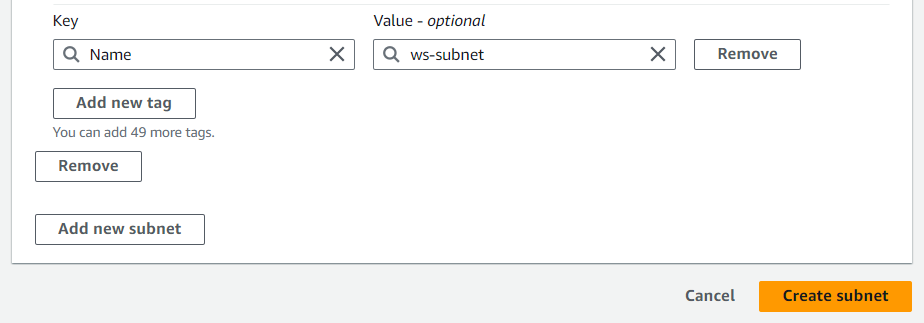 Key Value - optional
Name ws-subnet Remove
Add new tag
You can add 49 more tags.
Remove
Add new subnet
Cancel Create subnet